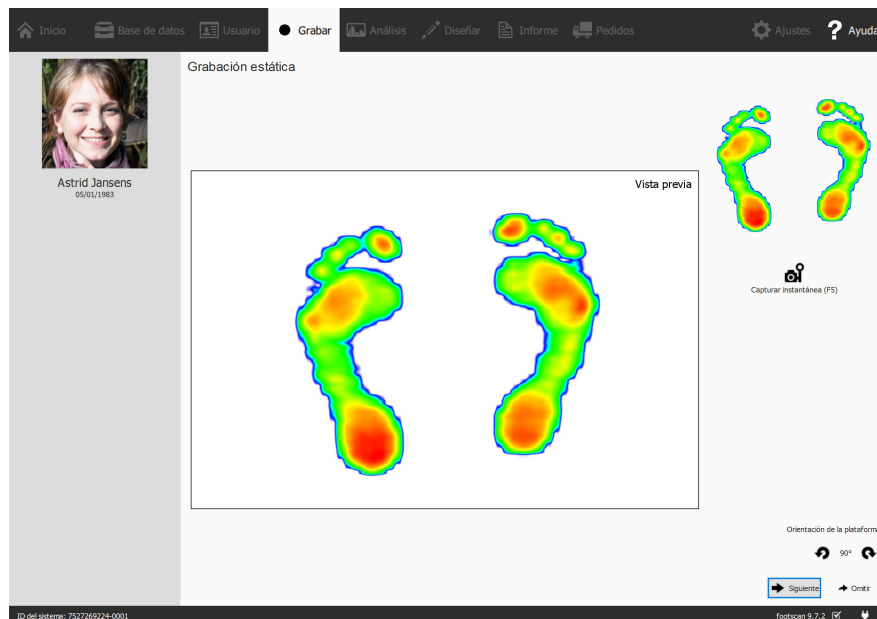 Inicio
Base de datos
Usuario
Grabar
Análisis
Diseñar
Informe
Pedidos
Ajustes
? Ayuda
Grabación estática
Astrid Jansens
05/01/1983
Vista previa
Capturar instantánea (F5)
Orientación de la plataforma
90°
Siguiente
Omitir
ID del sistema: 7527269224-0001
footscan 9.7.2